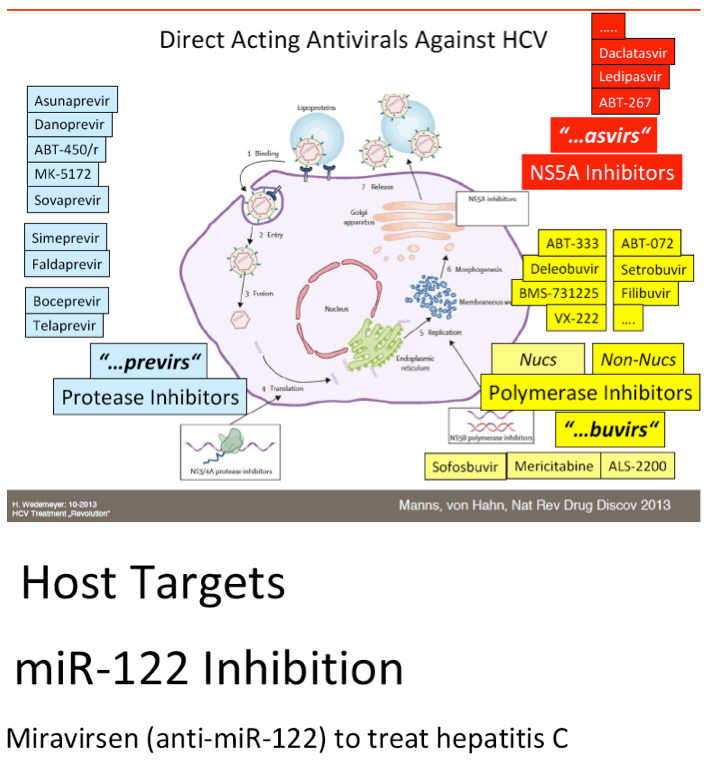 Direct Acting Antivirals Against HCV
.....
Daclatasvir
Ledipasvir
ABT-267
"...asvirs"
NS5A Inhibitors
Asunaprevir
Danoprevir
ABT-450/r
MK-5172
Sovaprevir
Simeprevir
Faldaprevir
Boceprevir
Telaprevir
"...previrs"
Protease Inhibitors
Lipoproteins
1 Binding
7 Release
NS5A inhibitors
Golgi
apparatus
2 Entry
6 Morphogenesis
3 Fusion
Nucleus
Membraneous
5 Replication
Endoplasmic
reticulum
4 Translation
NS3/4A protease inhibitors
ABT-333
ABT-072
Deleobuvir
Setrobuvir
BMS-731225
Filibuvir
VX-222
....
Nucs
Non-Nucs
Polymerase Inhibitors
NS5B polymerase inhibitors
"...buvirs"
Sofosbuvir
Mericitabine
ALS-2200
H. Wedemeyer: 10-2013
HCV Treatment „Revolution"
Manns, von Hahn, Nat Rev Drug Discov 2013
Host Targets
miR-122 Inhibition
Miravirsen (anti-miR-122) to treat hepatitis C